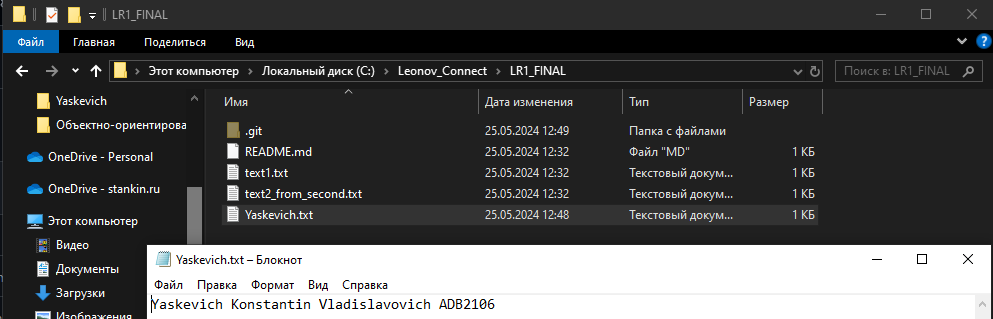 LR1_FINAL
Файл Главная Поделиться Вид
Этот компьютер Локальный диск (C:) Leonov_Connect LR1_FINAL
Поиск в: LR1_FINAL
Yaskevich
Объектно-ориентирова
OneDrive - Personal
OneDrive - stankin.ru
Этот компьютер
Видео
Документы
Загрузки
Изображения
Имя Дата изменения Тип Размер
.git 25.05.2024 12:49 Папка с файлами
README.md 25.05.2024 12:32 Файл "MD" 1 КБ
text1.txt 25.05.2024 12:32 Текстовый докум... 1 КБ
text2_from_second.txt 25.05.2024 12:32 Текстовый докум... 1 КБ
Yaskevich.txt 25.05.2024 12:48 Текстовый докум... 1 КБ
Yaskevich.txt – Блокнот
Файл Правка Формат Вид Справка
Yaskevich Konstantin Vladislavovich ADB2106